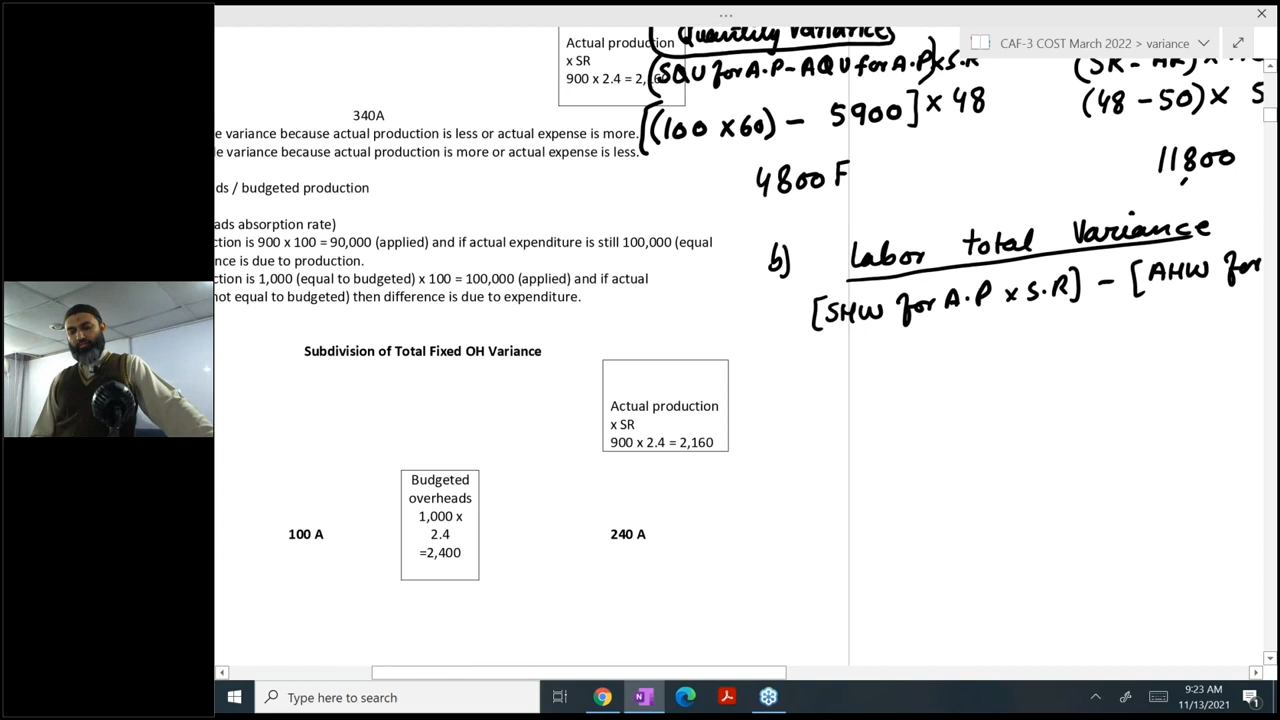 CAF-3 COST March 2022 > variance
Actual production
x SR
900 x 2.4 = 2,160
340A
e variance because actual production is less or actual expense is more.
le variance because actual production is more or actual expense is less.
ds / budgeted production
ads absorption rate)
ction is 900 x 100 = 90,000 (applied) and if actual expenditure is still 100,000 (equal
nce is due to production.
ction is 1,000 (equal to budgeted) x 100 = 100,000 (applied) and if actual
not equal to budgeted) then difference is due to expenditure.
Subdivision of Total Fixed OH Variance
Actual production
x SR
900 x 2.4 = 2,160
Budgeted
overheads
1,000 x
2.4
=2,400
100 A
240 A
Quantity Variance
(SQU for A.P - AQU for A.P) x S.R
[(100 x 60) - 5900] x 48
4800 F
(48 - 50) x 5
11800
b) Labor total Variance
[SHW for A.P x S.R] - [AHW for
Type here to search
9:23 AM
11/13/2021
1